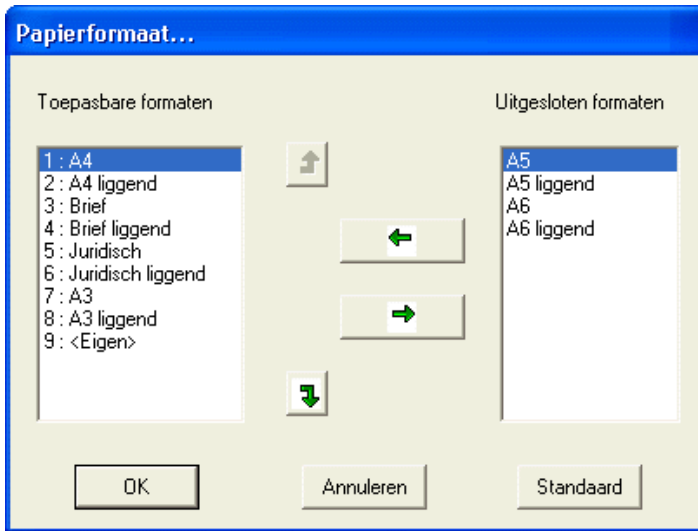 Papierformaat...
Toepasbare formaten
Uitgesloten formaten
1 : A4
2 : A4 liggend
3 : Brief
4 : Brief liggend
5 : Juridisch
6 : Juridisch liggend
7 : A3
8 : A3 liggend
9 : <Eigen>
A5
A5 liggend
A6
A6 liggend
OK
Annuleren
Standaard